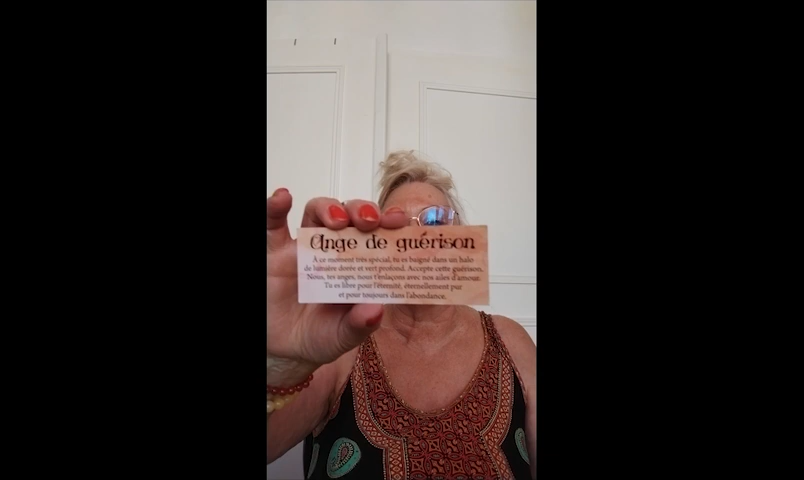 Ange de guérison
À ce moment très spécial, tu es baigné dans un halo
de lumière dorée et vert profond. Accepte cette guérison.
Nous, tes anges, nous t'enlaçons avec nos ailes d'amour.
Tu es libre pour l'éternité, éternellement pur
et pour toujours dans l'abondance.